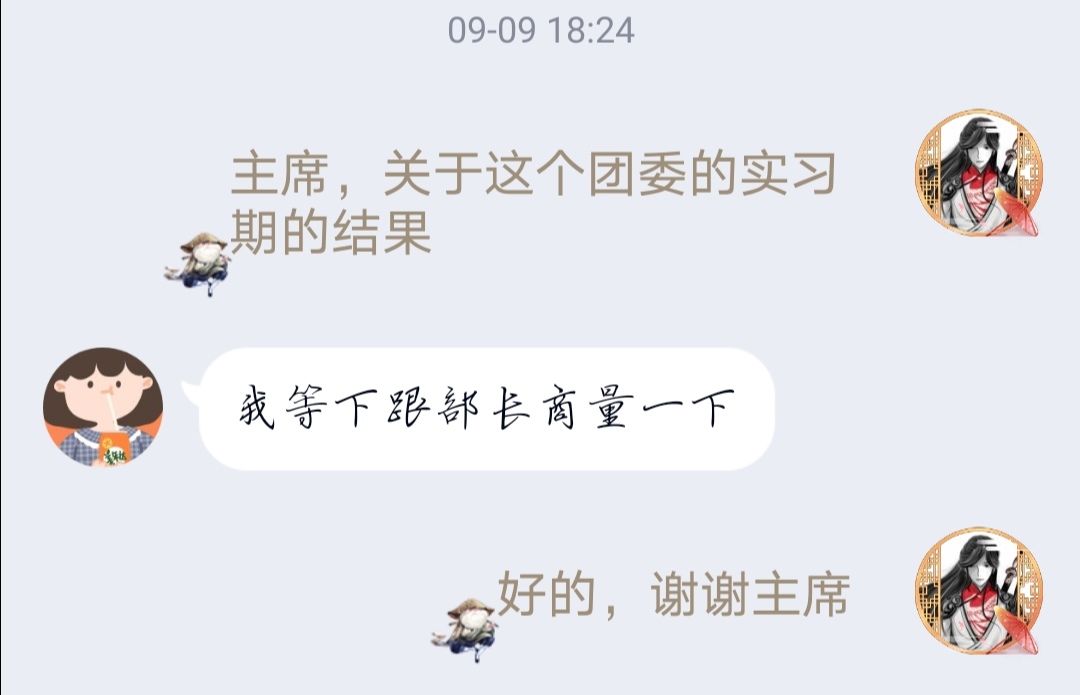 09-09 18:24
主席，关于这个团委的实习
期的结果
我等下跟部长商量一下
好的，谢谢主席